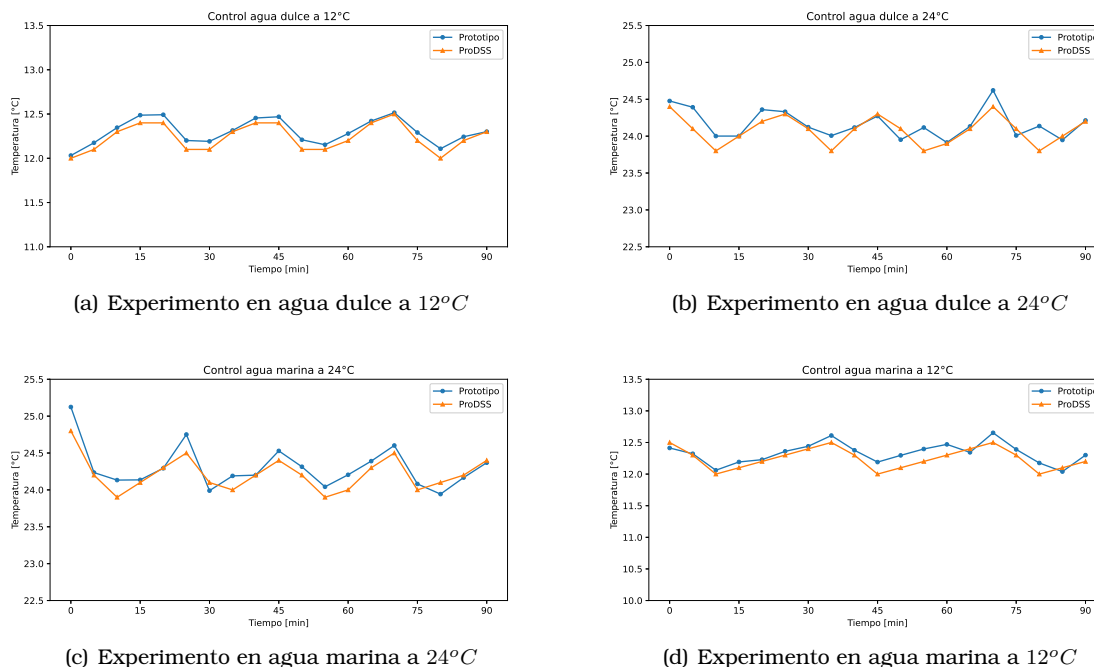 Control agua dulce a 12°C
13.5
13.0
12.5
12.0
11.5
11.0
Temperatura [°C]
0 15 30 45 60 75 90
Tiempo [min]
Prototipo
ProDSS
(a) Experimento en agua dulce a 12°C
Control agua dulce a 24°C
25.5
25.0
24.5
24.0
23.5
23.0
22.5
Temperatura [°C]
0 15 30 45 60 75 90
Tiempo [min]
Prototipo
ProDSS
(b) Experimento en agua dulce a 24°C
Control agua marina a 24°C
25.5
25.0
24.5
24.0
23.5
23.0
22.5
Temperatura [°C]
0 15 30 45 60 75 90
Tiempo [min]
Prototipo
ProDSS
(c) Experimento en agua marina a 24°C
Control agua marina a 12°C
13.5
13.0
12.5
12.0
11.5
11.0
10.5
10.0
Temperatura [°C]
0 15 30 45 60 75 90
Tiempo [min]
Prototipo
ProDSS
(d) Experimento en agua marina a 12°C